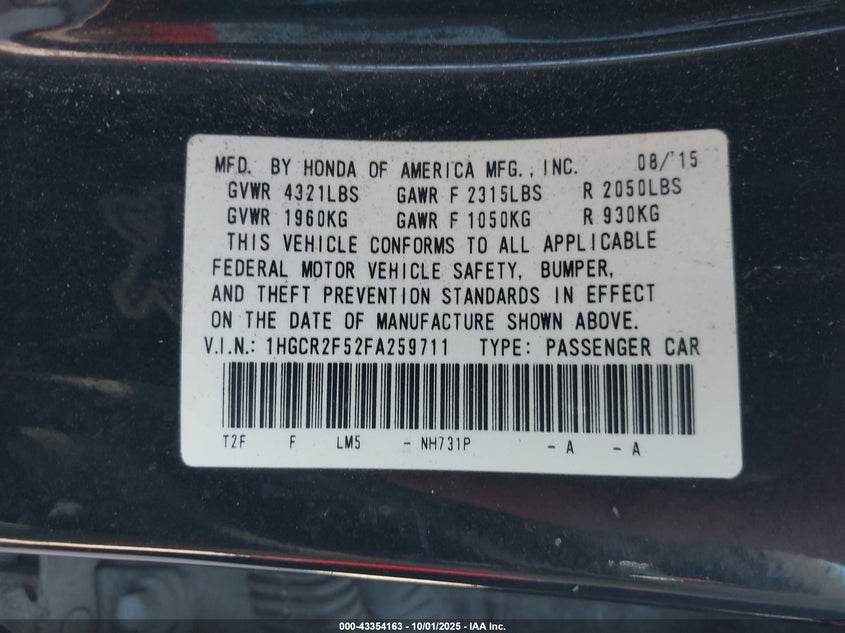 MFD. BY HONDA OF AMERICA MFG., INC. 08/'15
GVWR 4321LBS GAWR F 2315LBS R 2050LBS
GVWR 1960KG GAWR F 1050KG R 930KG
THIS VEHICLE CONFORMS TO ALL APPLICABLE
FEDERAL MOTOR VEHICLE SAFETY, BUMPER,
AND THEFT PREVENTION STANDARDS IN EFFECT
ON THE DATE OF MANUFACTURE SHOWN ABOVE.
V.I.N.: 1HGCR2F52FA259711 TYPE: PASSENGER CAR
T2F F LM5 - NH731P - A - A
000-43354163 - 10/01/2025 - IAA Inc.